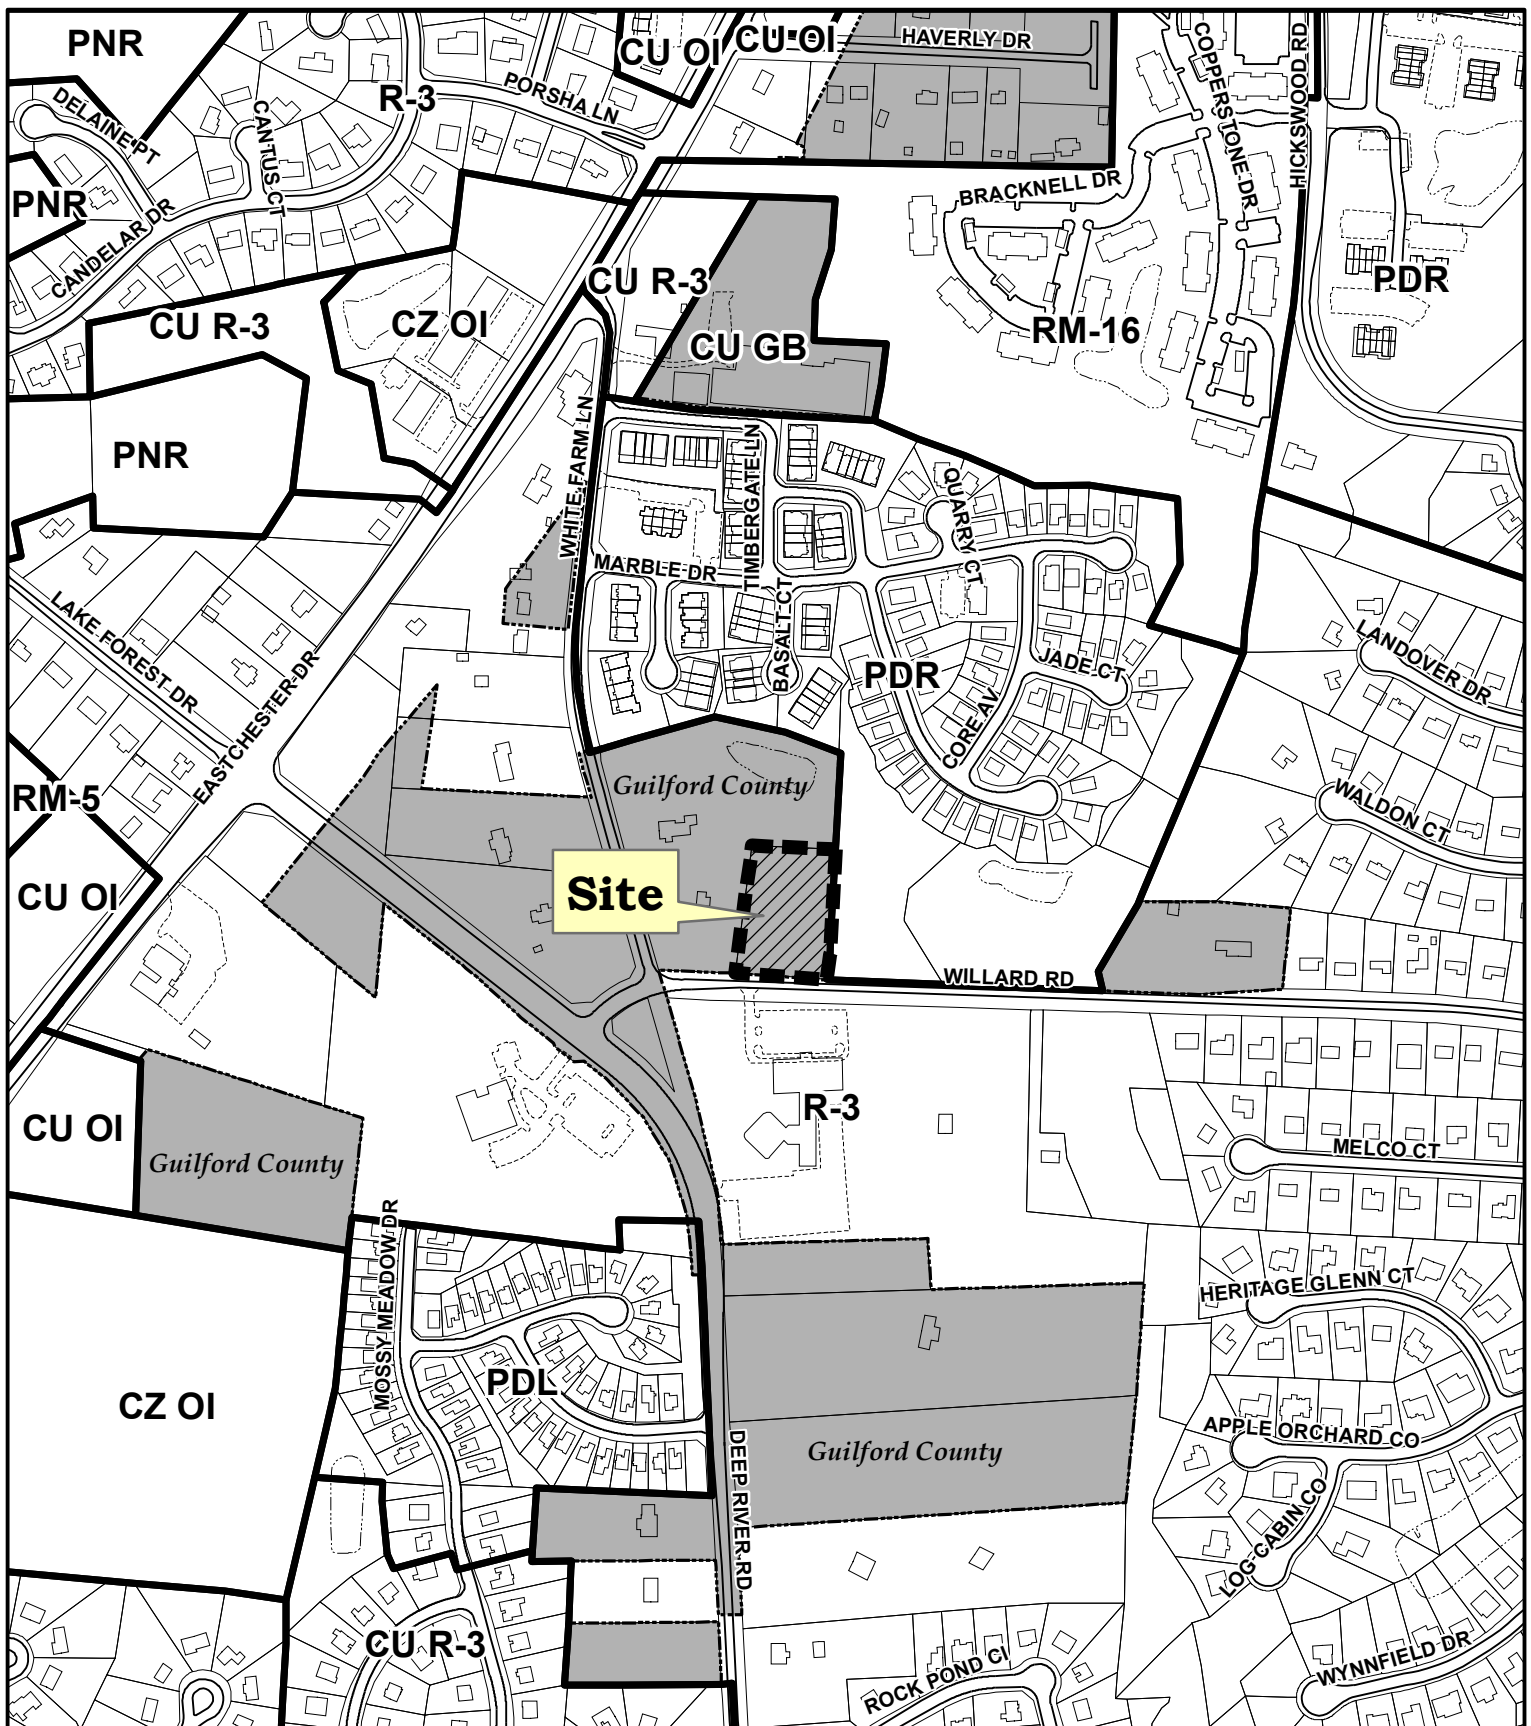 PNR
CU OI
CU OI
HAVERLY DR
COPPERSTONE DR
HICKSWOOD RD
DELAINE PT
R-3
PORSHA LN
CANTUS CT
PNR
CANDELAR DR
BRACKNELL DR
CU R-3
PDR
CU R-3
CZ OI
CU GB
RM-16
PNR
WHITE FARM LN
TIMBERGATE LN
QUARRY CT
MARBLE DR
BASALT CT
LAKE FOREST DR
EASTCHESTER DR
PDR
JADE CT
CORE AV
LANDOVER DR
RM-5
Guilford County
WALDON CT
CU OI
Site
WILLARD RD
R-3
CU OI
Guilford County
MELCO CT
MOSSY MEADOW DR
HERITAGE GLENN CT
PDL
CZ OI
DEEP RIVER RD
Guilford County
APPLE ORCHARD CO
LOG CABIN CO
CU R-3
ROCK POND CI
WYNNFIELD DR